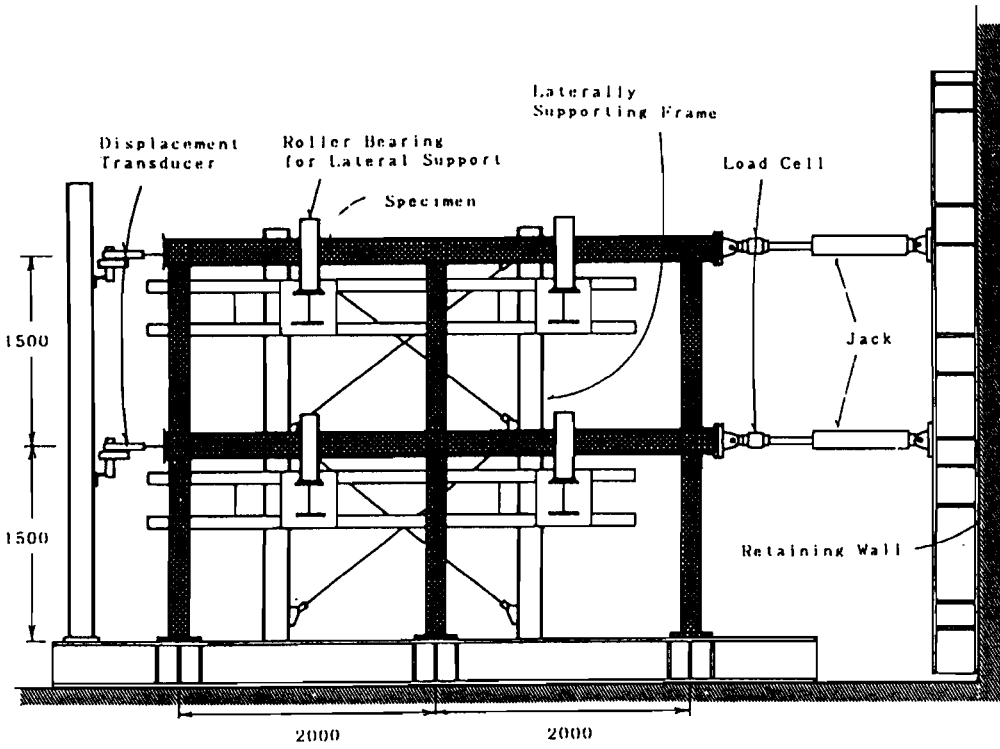 Laterally
Supporting Frame
Displacement
Transducer
Roller Bearing
for Lateral Support
Load Cell
Specimen
1500
Jack
1500
Retaining Wall
2000
2000